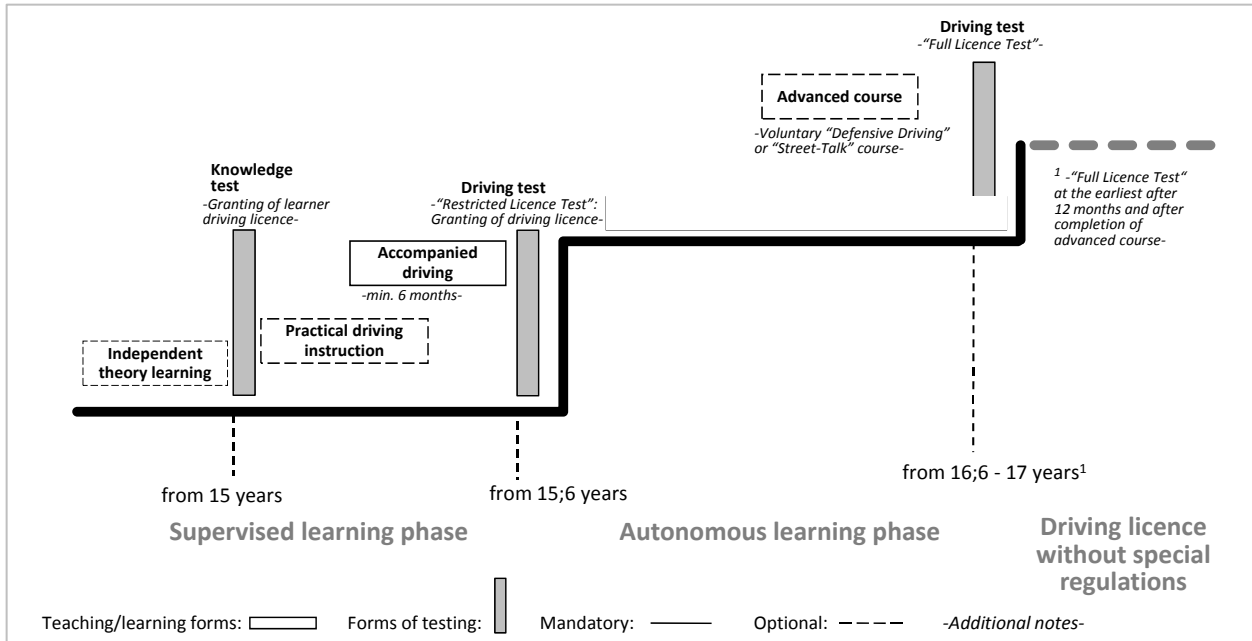 Driving test
-“Full Licence Test”-
Advanced course
-Voluntary “Defensive Driving”
or “Street-Talk” course-
Knowledge
test
-Granting of learner
driving licence-
Driving test
-“Restricted Licence Test”:
Granting of driving licence-
1 -“Full Licence Test“
at the earliest after
12 months and after
completion of
advanced course-
Accompanied
driving
-min. 6 months-
Practical driving
instruction
Independent
theory learning
from 15 years
from 15;6 years
from 16;6 - 17 years1
Supervised learning phase
Autonomous learning phase
Driving licence
without special
regulations
Teaching/learning forms:
Forms of testing:
Mandatory:
Optional:
-Additional notes-